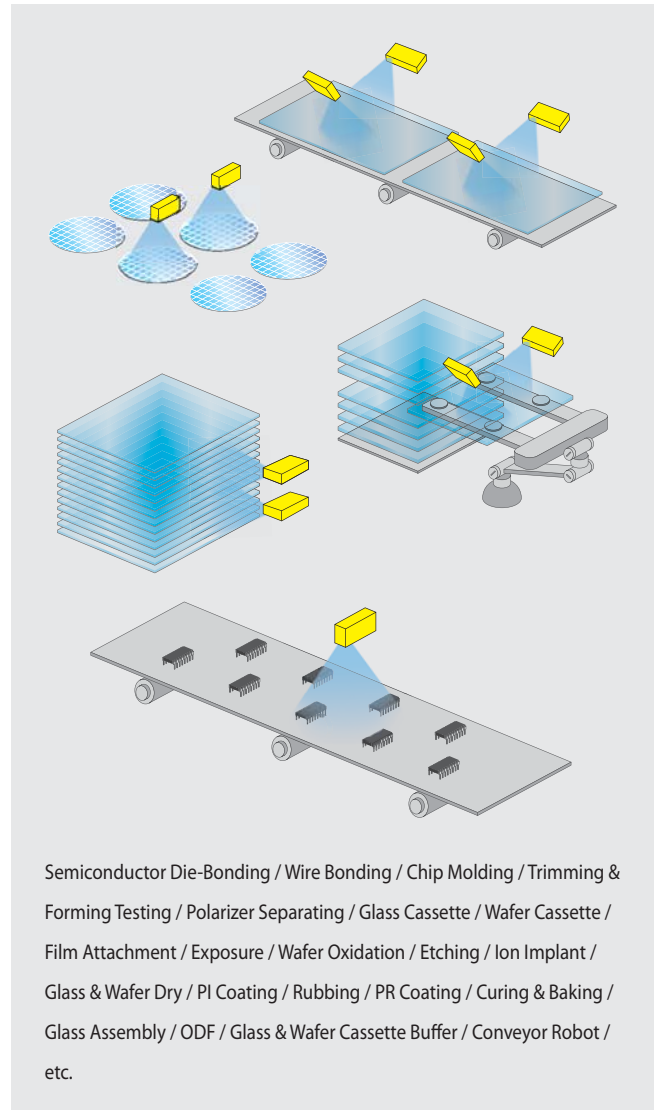 Semiconductor Die-Bonding / Wire Bonding / Chip Molding / Trimming &
Forming Testing / Polarizer Separating / Glass Cassette / Wafer Cassette /
Film Attachment / Exposure / Wafer Oxidation / Etching / Ion Implant /
Glass & Wafer Dry / PI Coating / Rubbing / PR Coating / Curing & Baking /
Glass Assembly / ODF / Glass & Wafer Cassette Buffer / Conveyor Robot /
etc.